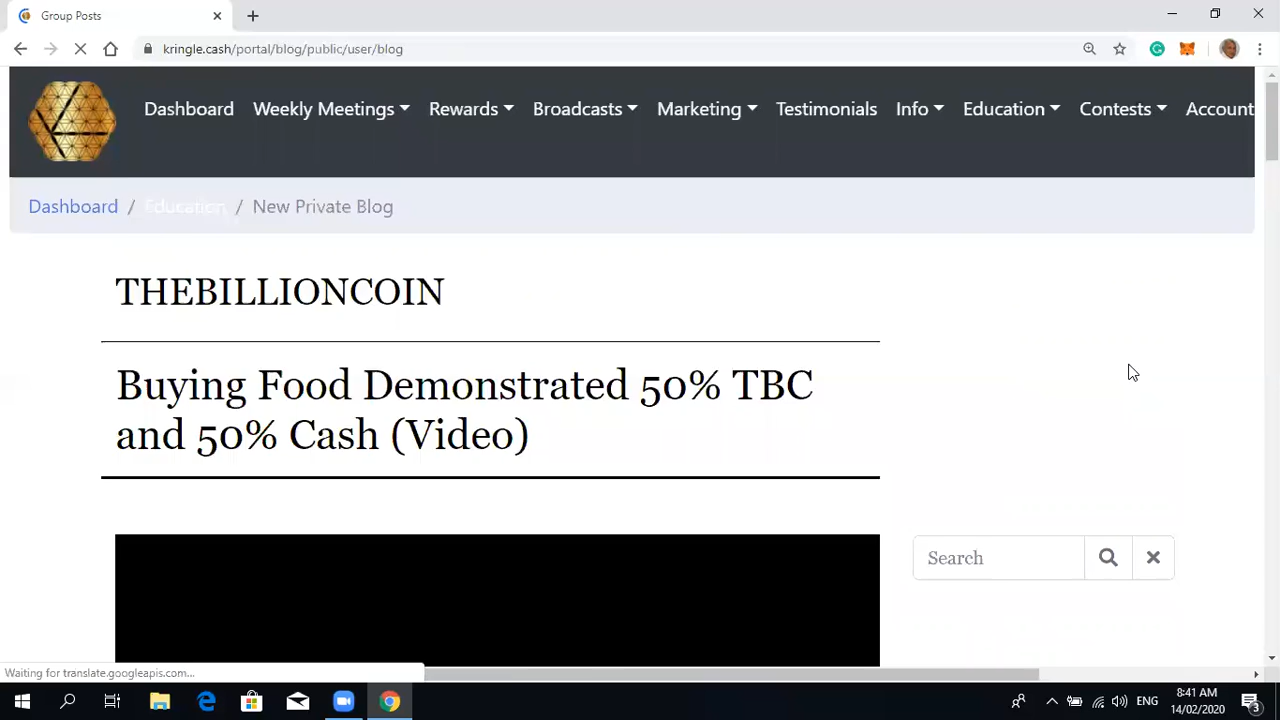 Group Posts
kringle.cash/portal/blog/public/user/blog
Dashboard Weekly Meetings Rewards Broadcasts Marketing Testimonials Info Education Contests Account
Dashboard / Education / New Private Blog
THEBILLIONCOIN
Buying Food Demonstrated 50% TBC
and 50% Cash (Video)
Search
Waiting for translate.googleapis.com...
ENG
8:41 AM
14/02/2020
3